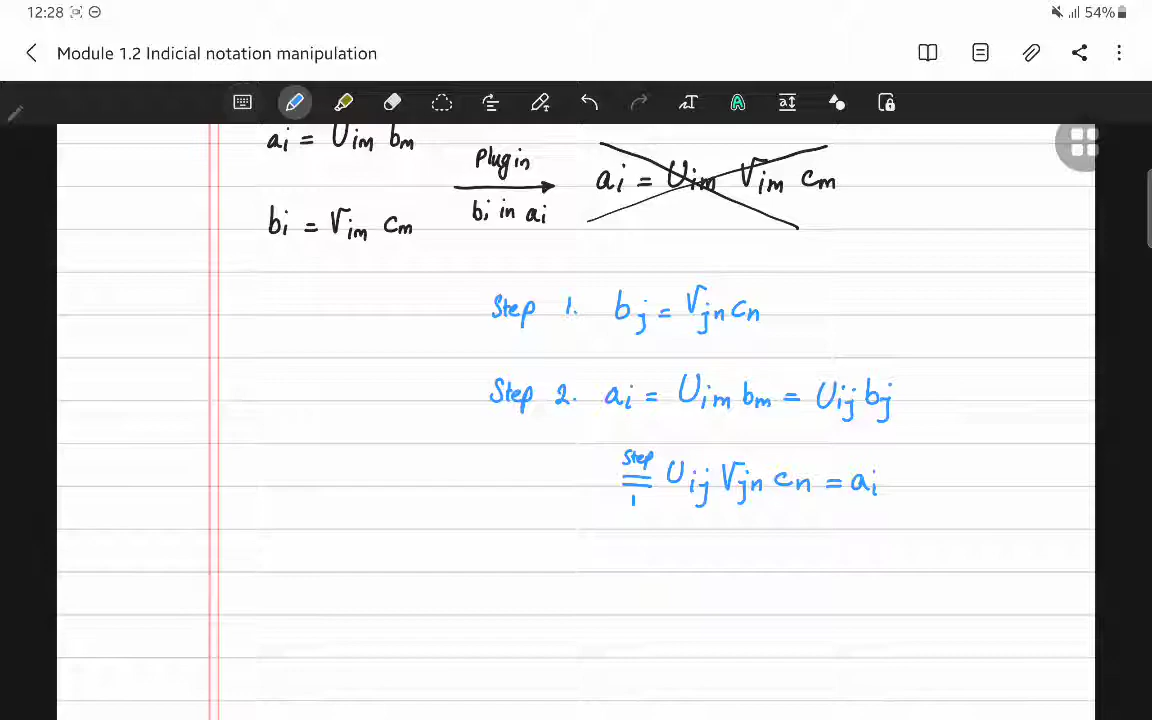 12:28 54%
Module 1.2 Indicial notation manipulation
ai = Uim bm
Plug in
bi in ai
ai = Uim Vim cm
bi = Vim cm
Step 1. bj = Vjn cn
Step 2. ai = Uim bm = Uij bj
Step
1
= Uij Vjn cn = ai